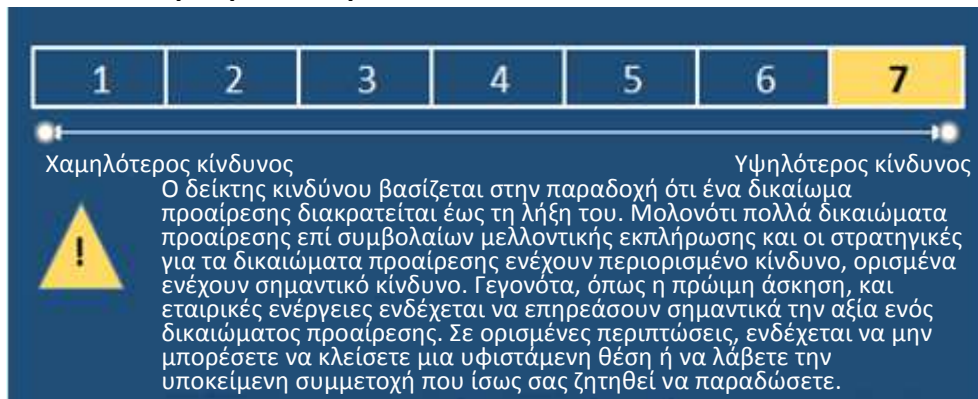 1 2 3 4 5 6 7
Χαμηλότερος κίνδυνος Υψηλότερος κίνδυνος
Ο δείκτης κινδύνου βασίζεται στην παραδοχή ότι ένα δικαίωμα
προαίρεσης διακρατείται έως τη λήξη του. Μολονότι πολλά δικαιώματα
προαίρεσης επί συμβολαίων μελλοντικής εκπλήρωσης και οι στρατηγικές
για τα δικαιώματα προαίρεσης ενέχουν περιορισμένο κίνδυνο, ορισμένα
ενέχουν σημαντικό κίνδυνο. Γεγονότα, όπως η πρώιμη άσκηση, και
εταιρικές ενέργειες ενδέχεται να επηρεάσουν σημαντικά την αξία ενός
δικαιώματος προαίρεσης. Σε ορισμένες περιπτώσεις, ενδέχεται να μην
μπορέσετε να κλείσετε μια υφιστάμενη θέση ή να λάβετε την
υποκείμενη συμμετοχή που ίσως σας ζητηθεί να παραδώσετε.
!